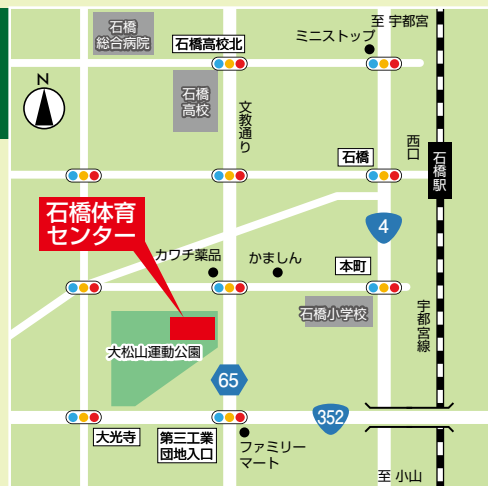 石橋
総合病院
石橋高校北
至 宇都宮
ミニストップ
N
石橋
高校
文教通り
石橋
西口
石橋駅
石橋体育
センター
4
カワチ薬品
かましん
本町
石橋小学校
宇都宮線
大松山運動公園
65
352
大光寺
第三工業
団地入口
ファミリー
マート
至 小山